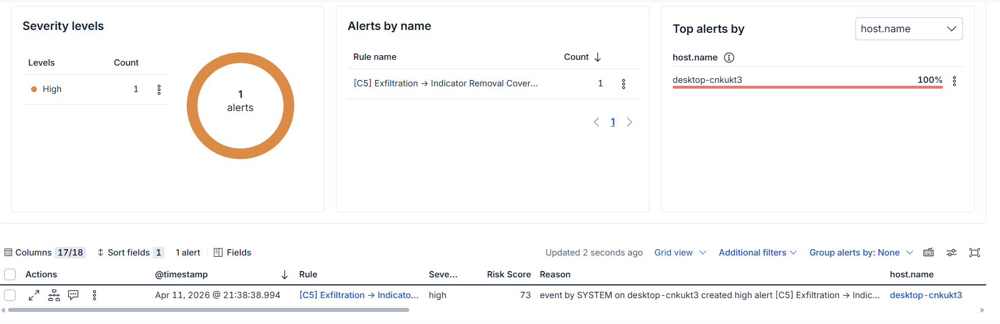 Severity levels
Levels Count
High 1
1
alerts
Alerts by name
Rule name Count
[C5] Exfiltration → Indicator Removal Cover... 1
1
Top alerts by host.name
host.name
desktop-cnkukt3 100%
Columns 17/18 Sort fields 1 1 alert Fields Updated 2 seconds ago Grid view Additional filters Group alerts by: None
Actions @timestamp Rule Seve... Risk Score Reason host.name
Apr 11, 2026 @ 21:38:38.994 [C5] Exfiltration → Indicato... high 73 event by SYSTEM on desktop-cnkukt3 created high alert [C5] Exfiltration → Indic... desktop-cnkukt3